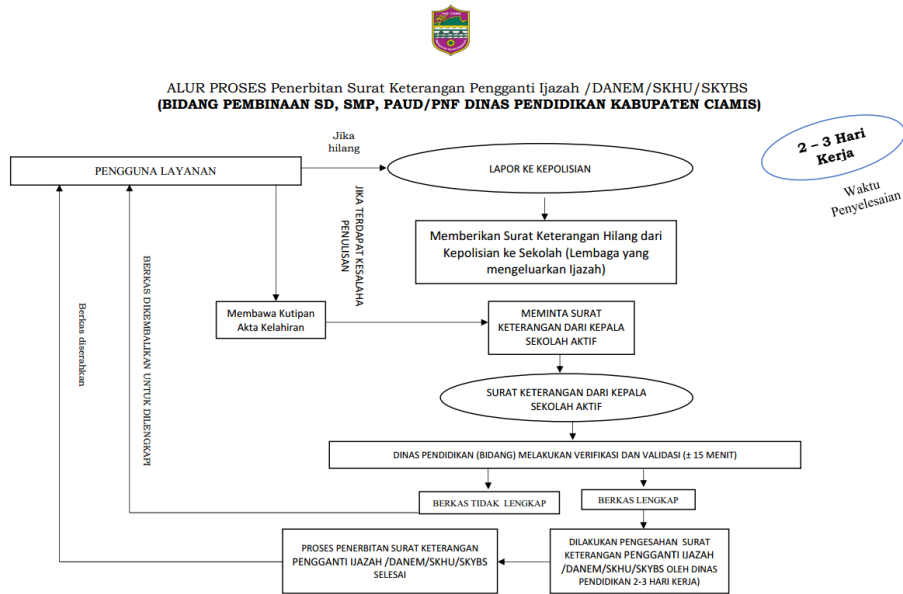 ALUR PROSES Penerbitan Surat Keterangan Pengganti Ijazah /DANEM/SKHU/SKYBS
(BIDANG PEMBINAAN SD, SMP, PAUD/PNF DINAS PENDIDIKAN KABUPATEN CIAMIS)
2 – 3 Hari
Kerja
Waktu
Penyelesaian
Jika
hilang
PENGGUNA LAYANAN
LAPOR KE KEPOLISIAN
JIKA TERDAPAT KESALAHA
PENULISAN
Memberikan Surat Keterangan Hilang dari
Kepolisian ke Sekolah (Lembaga yang
mengeluarkan Ijazah)
Membawa Kutipan
Akta Kelahiran
MEMINTA SURAT
KETERANGAN DARI KEPALA
SEKOLAH AKTIF
Berkas diserahkan
BERKAS DIKEMBALIKAN UNTUK DILENGKAPI
SURAT KETERANGAN DARI KEPALA
SEKOLAH AKTIF
DINAS PENDIDIKAN (BIDANG) MELAKUKAN VERIFIKASI DAN VALIDASI (± 15 MENIT)
BERKAS TIDAK LENGKAP
BERKAS LENGKAP
PROSES PENERBITAN SURAT KETERANGAN
PENGGANTI IJAZAH /DANEM/SKHU/SKYBS
SELESAI
DILAKUKAN PENGESAHAN SURAT
KETERANGAN PENGGANTI IJAZAH
/DANEM/SKHU/SKYBS OLEH DINAS
PENDIDIKAN 2-3 HARI KERJA)